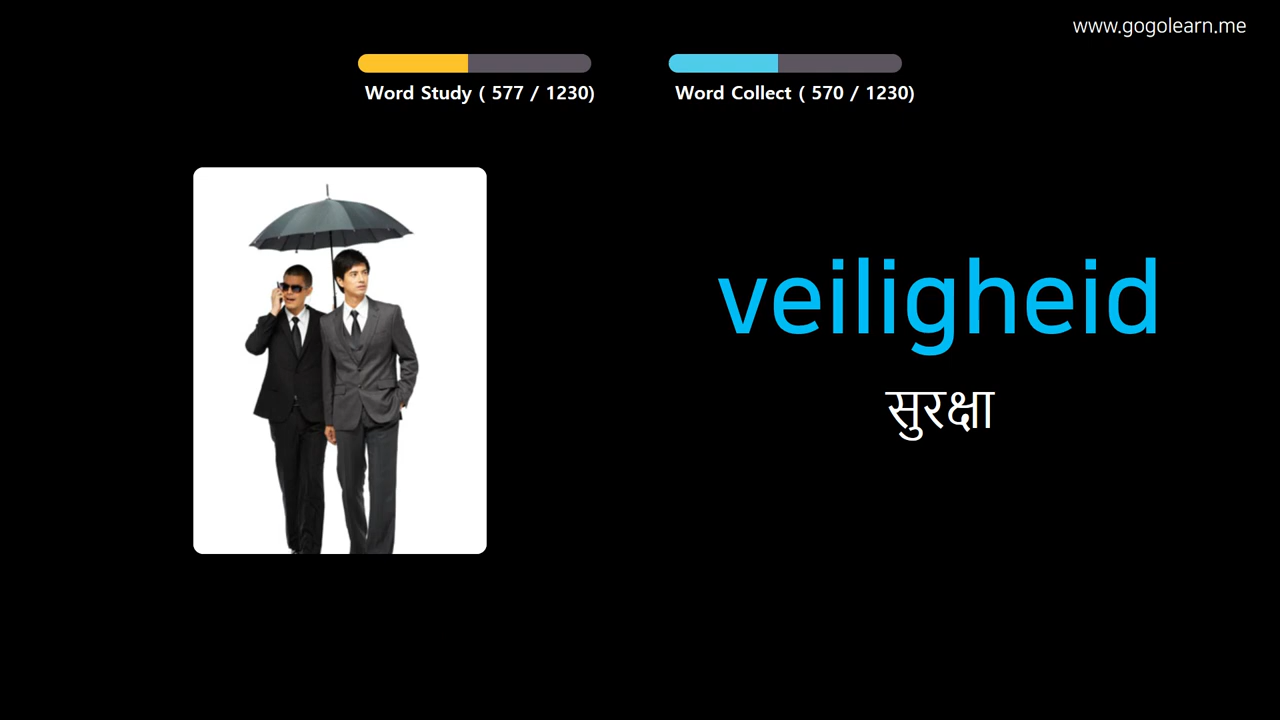 www.gogolearn.me
Word Study ( 577 / 1230)
Word Collect ( 570 / 1230)
veiligheid
सुरक्षा